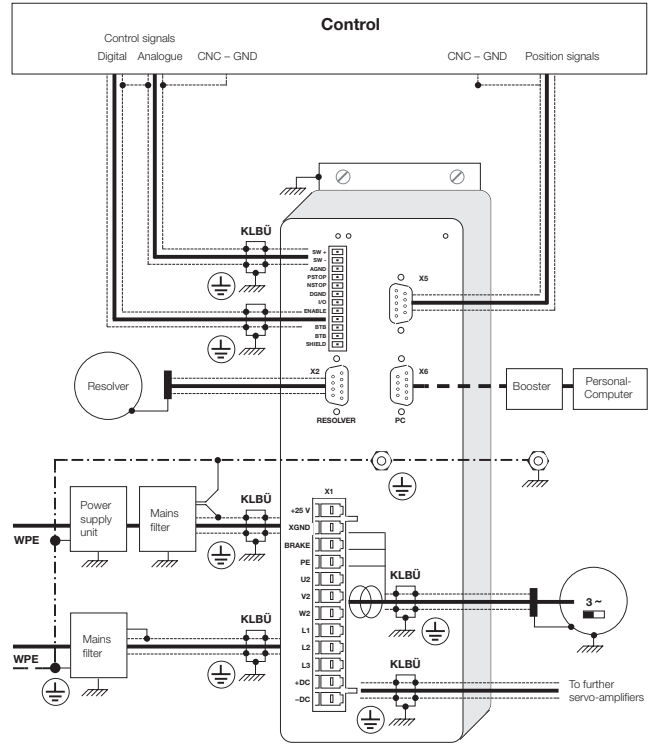 Control
Control signals
Digital Analogue CNC – GND
CNC – GND Position signals
KLBÜ
SW +
SW -
AGND
PSTOP
NSTOP
DGND
I/O
ENABLE
BTB
BTB
SHIELD
X5
X2
X6
Resolver
RESOLVER
PC
Booster
Personal-
Computer
X1
Power
supply
unit
Mains
filter
KLBÜ
WPE
+25 V
XGND
BRAKE
PE
U2
V2
W2
L1
L2
L3
+DC
–DC
KLBÜ
3 ~
Mains
filter
KLBÜ
WPE
KLBÜ
To further
servo-amplifiers